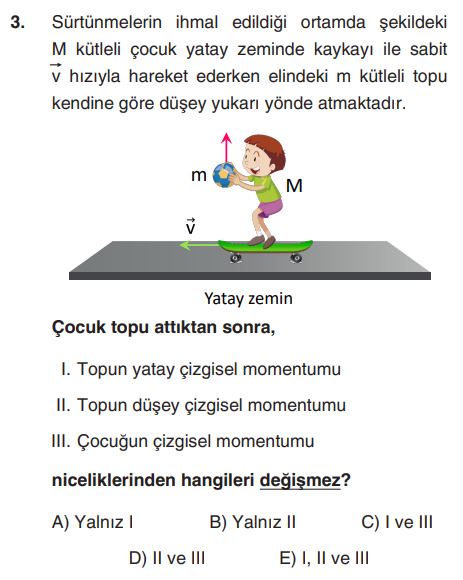 3. Sürtünmelerin ihmal edildiği ortamda şekildeki
M kütleli çocuk yatay zeminde kaykayı ile sabit
v⃗ hızıyla hareket ederken elindeki m kütleli topu
kendine göre düşey yukarı yönde atmaktadır.
m
M
v⃗
Yatay zemin
Çocuk topu attıktan sonra,
I. Topun yatay çizgisel momentumu
II. Topun düşey çizgisel momentumu
III. Çocuğun çizgisel momentumu
niceliklerinden hangileri değişmez?
A) Yalnız I B) Yalnız II C) I ve III
D) II ve III E) I, II ve III